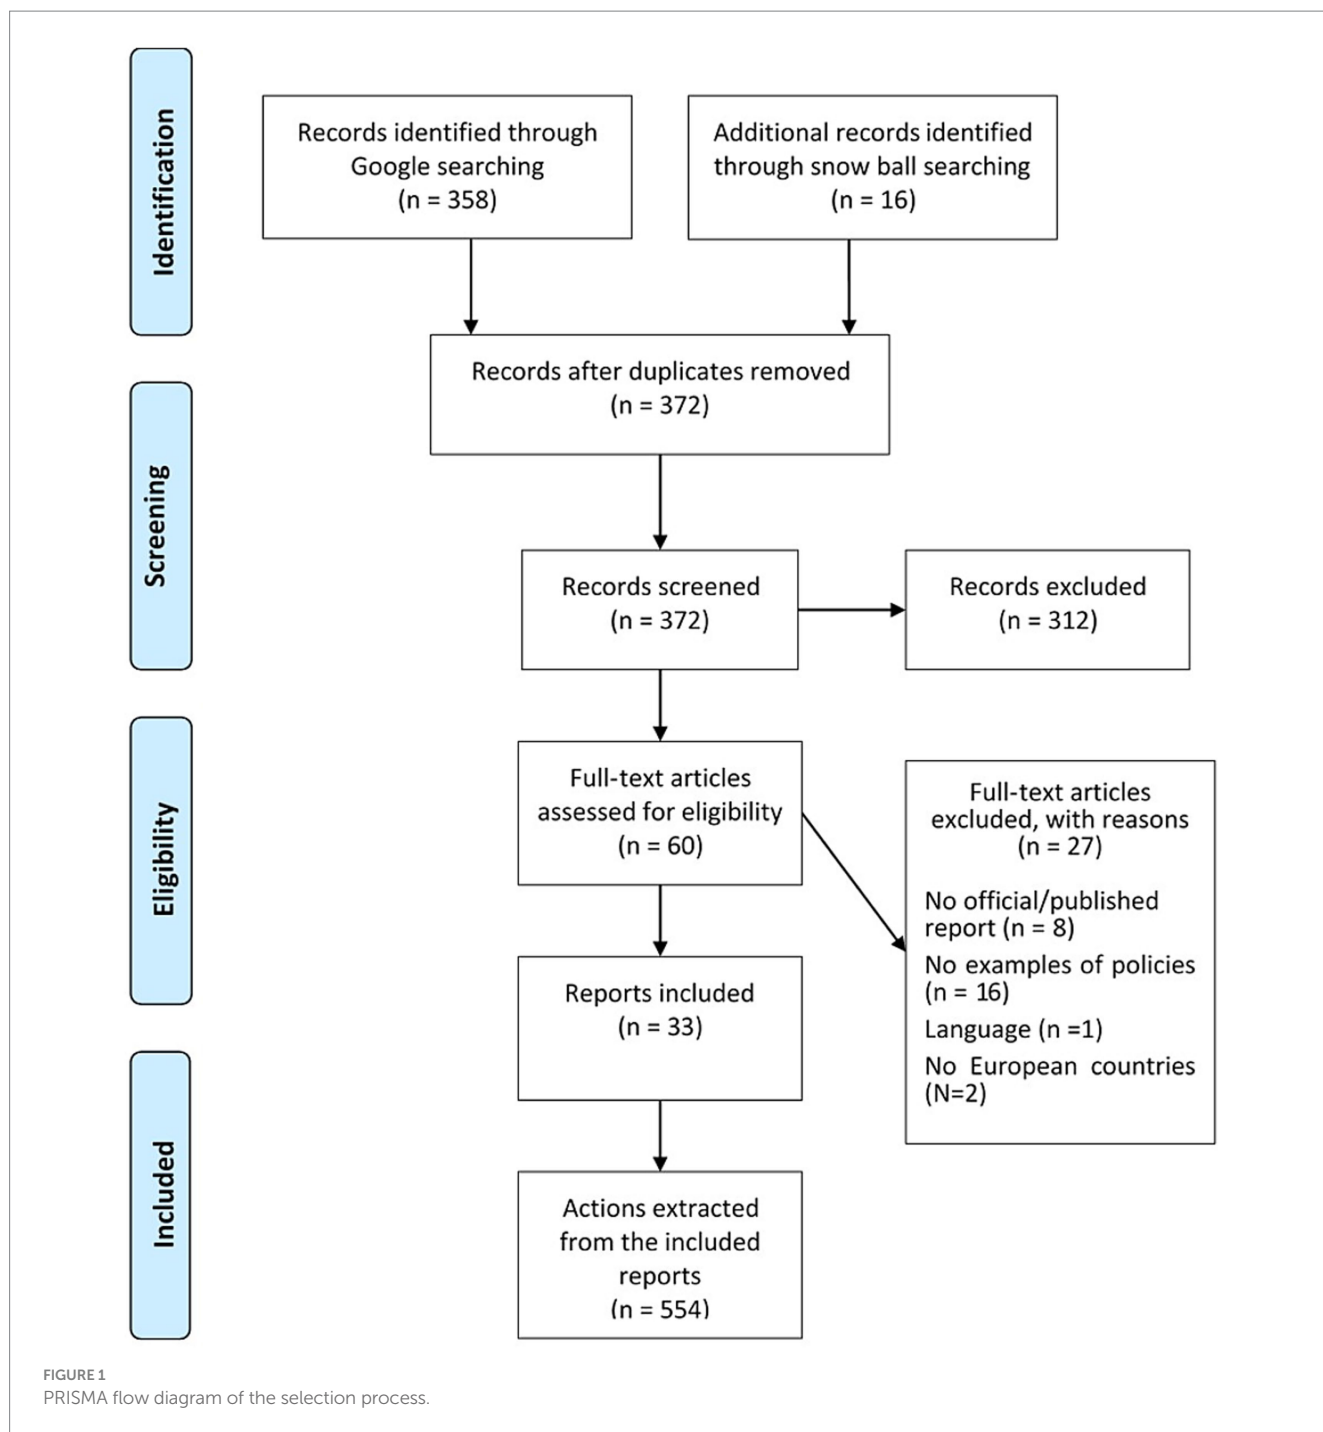 Identification
Records identified through
Google searching
(n = 358)
Additional records identified
through snow ball searching
(n = 16)
Records after duplicates removed
(n = 372)
Screening
Records screened
(n = 372)
Records excluded
(n = 312)
Eligibility
Full-text articles
assessed for eligibility
(n = 60)
Full-text articles
excluded, with reasons
(n = 27)
No official/published
report (n = 8)
No examples of policies
(n = 16)
Language (n =1)
No European countries
(N=2)
Reports included
(n = 33)
Included
Actions extracted
from the included
reports
(n = 554)
FIGURE 1
PRISMA flow diagram of the selection process.